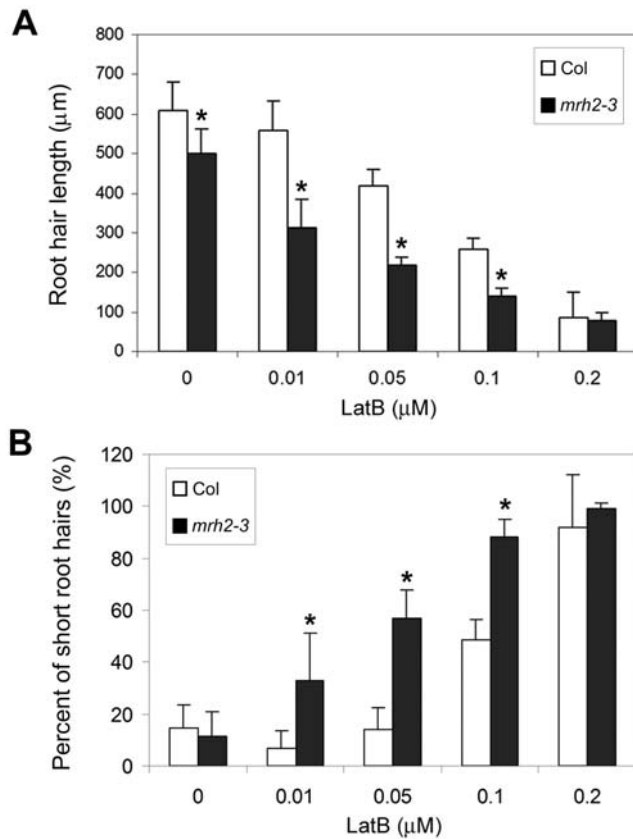 A
800
700
600
500
400
300
200
100
0
Root hair length (μm)
Col
mrh2-3
*
*
*
*
0 0.01 0.05 0.1 0.2
LatB (μM)
B
120
100
80
60
40
20
0
Percent of short root hairs (%)
Col
mrh2-3
*
*
*
0 0.01 0.05 0.1 0.2
LatB (μM)